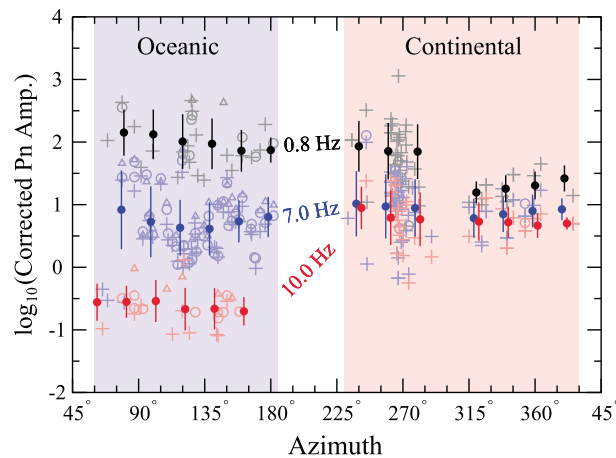 Oceanic Continental
4
3
2
1
0
-1
-2
log10(Corrected Pn Amp.)
0.8 Hz
7.0 Hz
10.0 Hz
45° 90° 135° 180° 225° 270° 315° 360° 45°
Azimuth